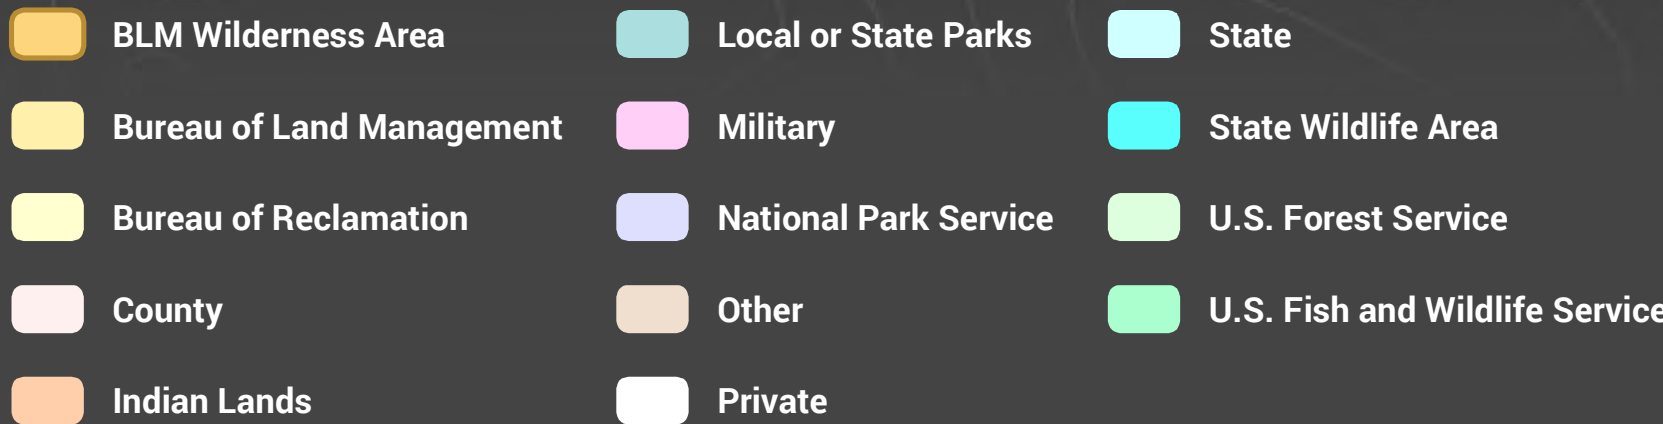 BLM Wilderness Area
Bureau of Land Management
Bureau of Reclamation
County
Indian Lands
Local or State Parks
Military
National Park Service
Other
Private
State
State Wildlife Area
U.S. Forest Service
U.S. Fish and Wildlife Service